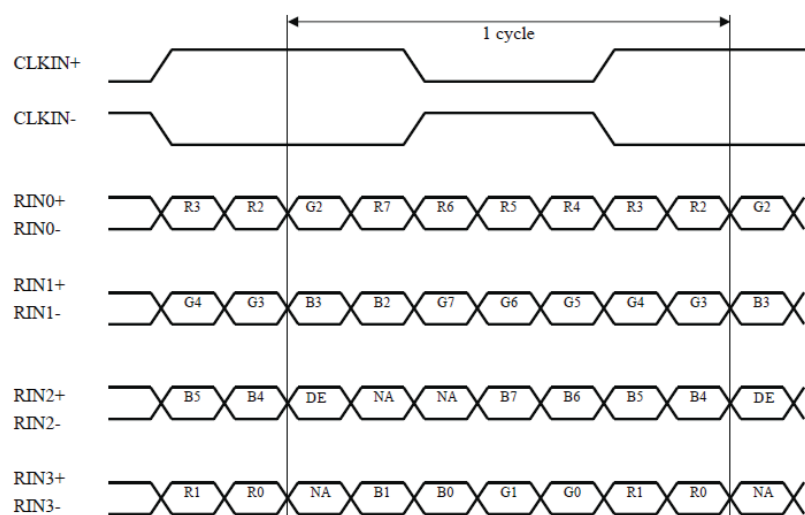 1 cycle
CLKIN+
CLKIN-
RIN0+
R3 R2 G2 R7 R6 R5 R4 R3 R2 G2
RIN0-
RIN1+
G4 G3 B3 B2 G7 G6 G5 G4 G3 B3
RIN1-
RIN2+
B5 B4 DE NA NA B7 B6 B5 B4 DE
RIN2-
RIN3+
R1 R0 NA B1 B0 G1 G0 R1 R0 NA
RIN3-